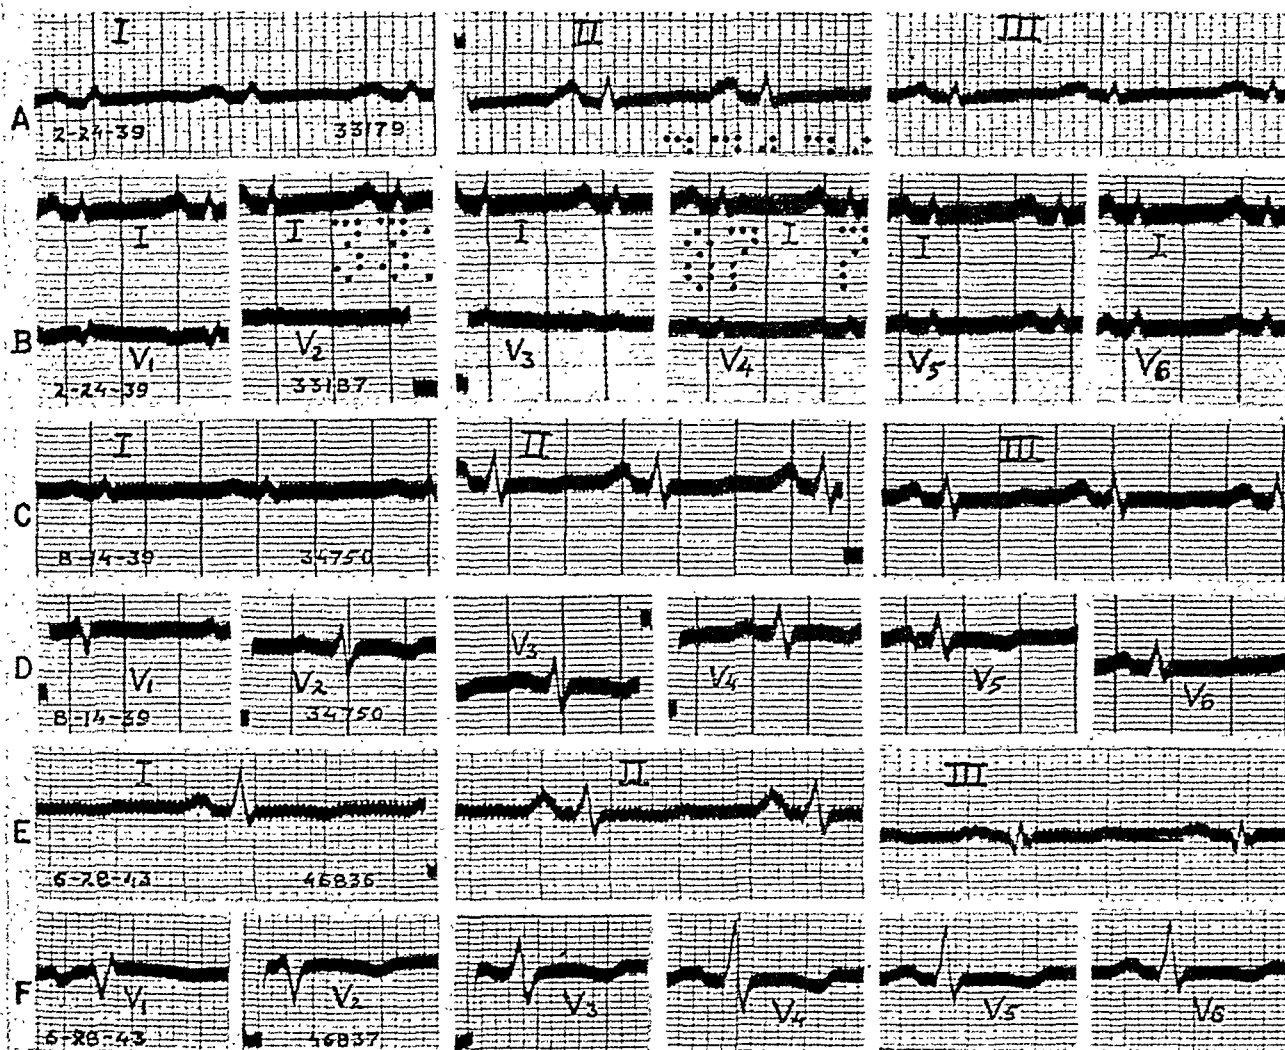 I II III
A
2-24-39 33179
I I I I I I
B
V1 V2 V3 V4 V5 V6
2-24-39 33187
I II III
C
8-14-39 34750
D
V1 V2 V3 V4 V5 V6
8-14-39 34750
I II III
E
6-28-43 46836
F
V1 V2 V3 V4 V5 V6
6-28-43 46837